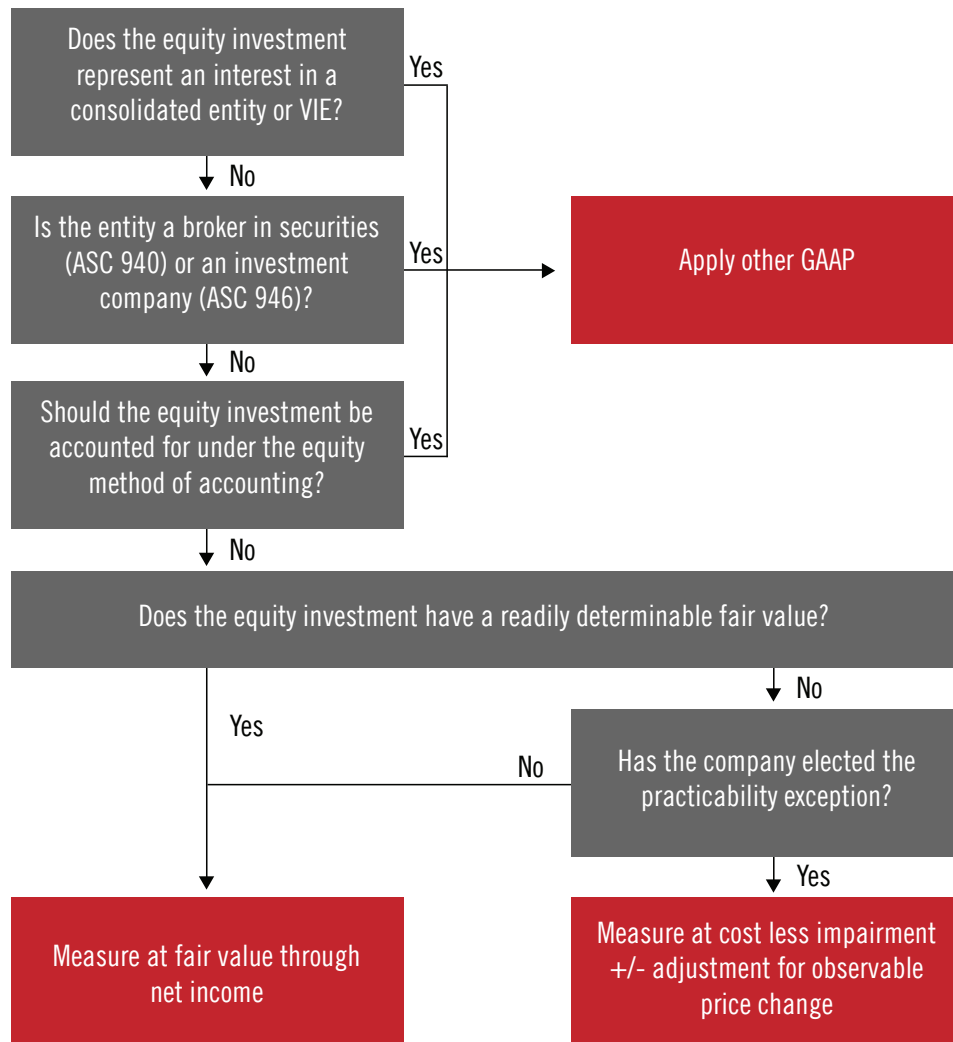 Does the equity investment
represent an interest in a
consolidated entity or VIE?
Yes
No
Is the entity a broker in securities
(ASC 940) or an investment
company (ASC 946)?
Yes
Apply other GAAP
No
Should the equity investment be
accounted for under the equity
method of accounting?
Yes
No
Does the equity investment have a readily determinable fair value?
No
Yes
No
Has the company elected the
practicability exception?
Yes
Measure at fair value through
net income
Measure at cost less impairment
+/- adjustment for observable
price change